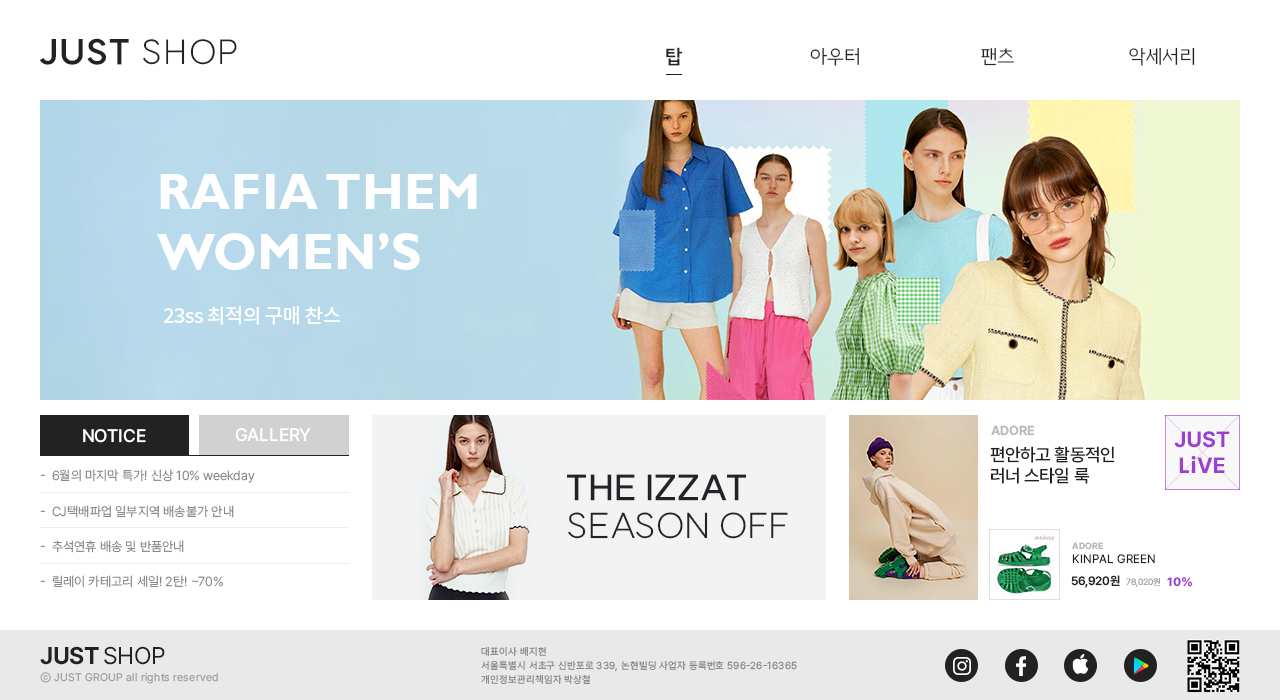 JUST SHOP
탑 아우터 팬츠 악세서리
RAFIA THEM
WOMEN'S
23ss 최적의 구매 찬스
NOTICE GALLERY
- 6월의 마지막 특가! 신상 10% weekday
- CJ택배파업 일부지역 배송불가 안내
- 추석연휴 배송 및 반품안내
- 릴레이 카테고리 세일! 2탄! ~70%
THE IZZAT
SEASON OFF
ADORE
편안하고 활동적인
러너 스타일 룩
JUST
LiVE
ADORE
KINPAL GREEN
56,920원 78,020원 10%
JUST SHOP
ⓒ JUST GROUP all rights reserved
대표이사 배지현
서울특별시 서초구 신반포로 339, 논현빌딩 사업자 등록번호 596-26-16365
개인정보관리책임자 박상철